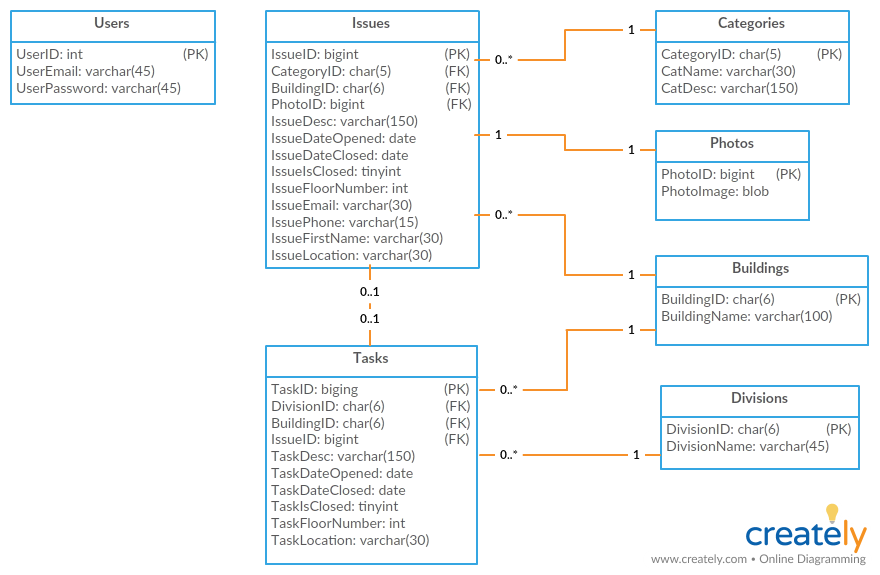 Users
UserID: int (PK)
UserEmail: varchar(45)
UserPassword: varchar(45)
Issues
IssueID: bigint (PK)
CategoryID: char(5) (FK)
BuildingID: char(6) (FK)
PhotoID: bigint (FK)
IssueDesc: varchar(150)
IssueDateOpened: date
IssueDateClosed: date
IssueIsClosed: tinyint
IssueFloorNumber: int
IssueEmail: varchar(30)
IssuePhone: varchar(15)
IssueFirstName: varchar(30)
IssueLocation: varchar(30)
0..* 1
1 1
0..* 1
Categories
CategoryID: char(5) (PK)
CatName: varchar(30)
CatDesc: varchar(150)
Photos
PhotoID: bigint (PK)
PhotoImage: blob
Buildings
BuildingID: char(6) (PK)
BuildingName: varchar(100)
0..1
0..1
Tasks
TaskID: biging (PK)
DivisionID: char(6) (FK)
BuildingID: char(6) (FK)
IssueID: bigint (FK)
TaskDesc: varchar(150)
TaskDateOpened: date
TaskDateClosed: date
TaskIsClosed: tinyint
TaskFloorNumber: int
TaskLocation: varchar(30)
0..* 1
0..* 1
Divisions
DivisionID: char(6) (PK)
DivisionName: varchar(45)
creately
www.creately.com • Online Diagramming